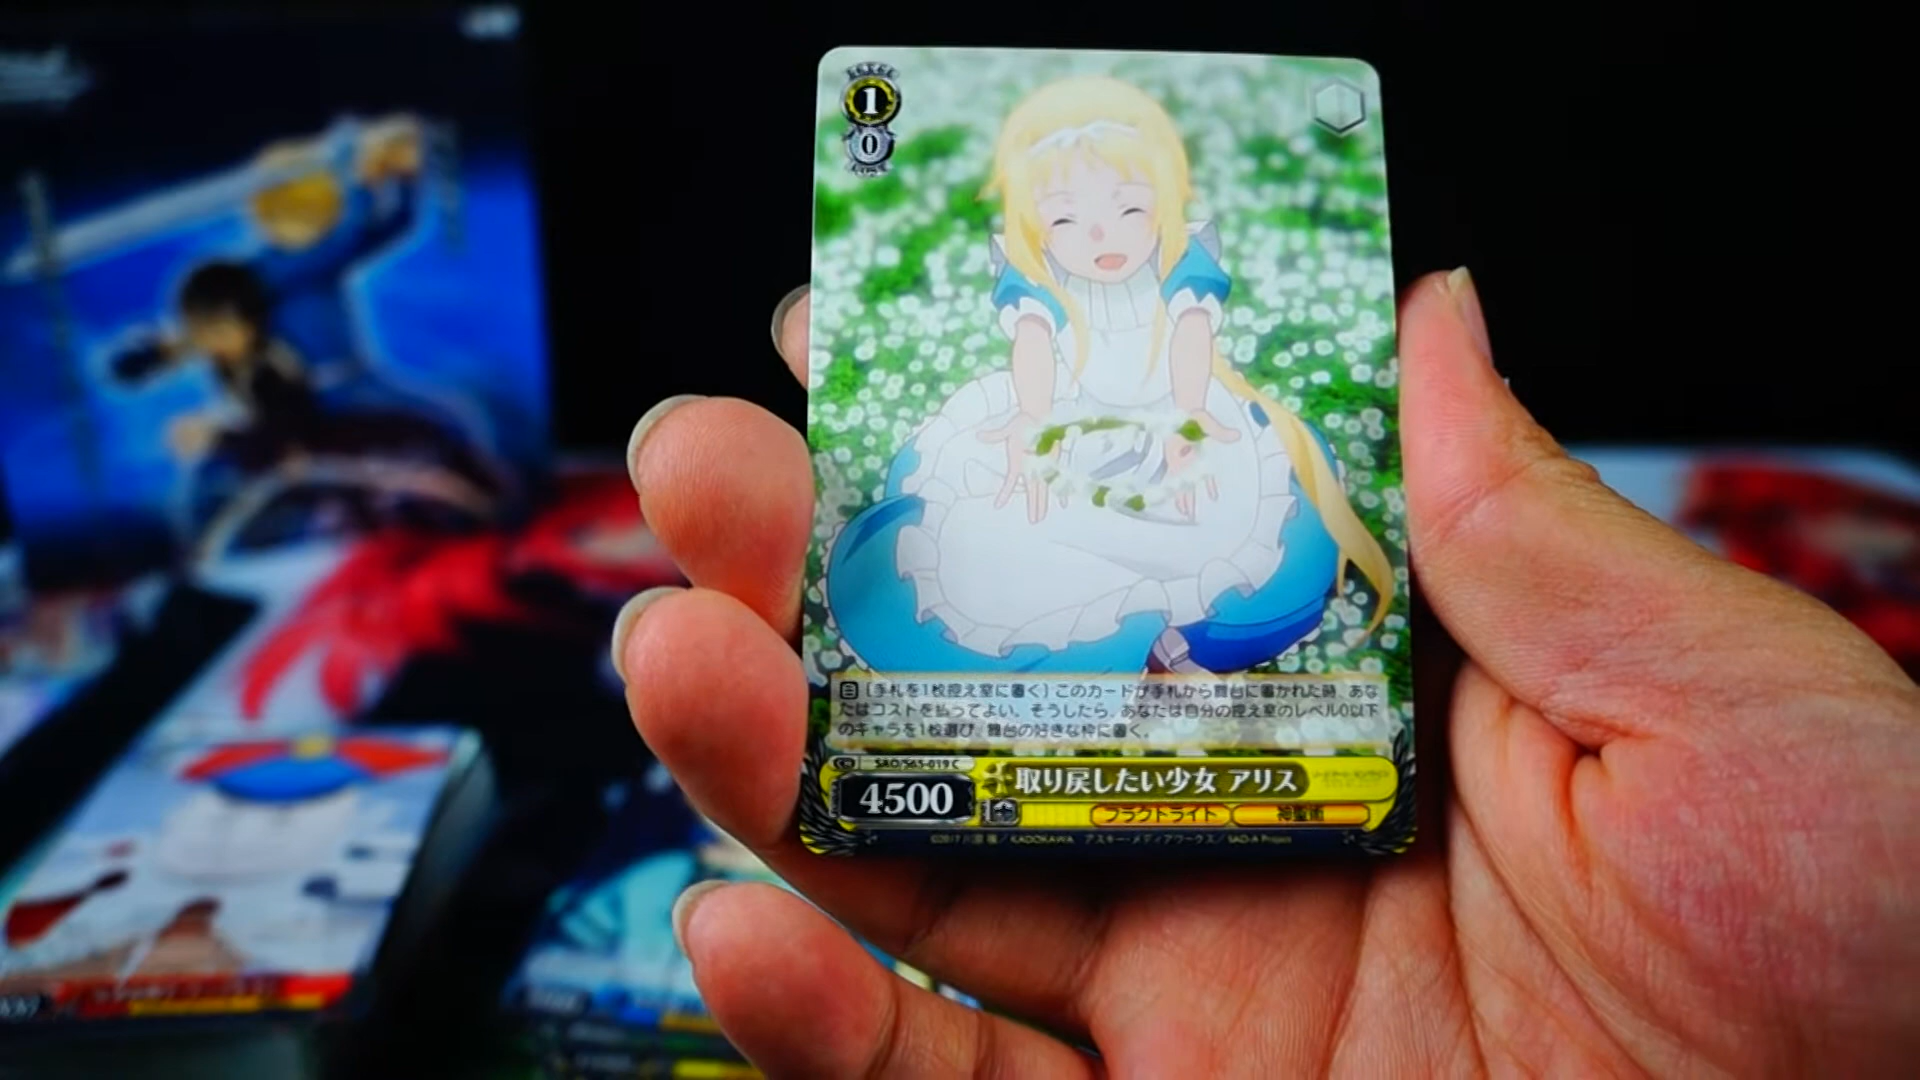 1
0
【手札を1枚控え室に置く】このカードが手札から舞台に置かれた時、あな
たはコストを払ってよい。そうしたら、あなたは自分の控え室のレベル0以下
のキャラを1枚選び、舞台の好きな枠に置く。
SAO/S65-019 C
取り戻したい少女 アリス
4500
フラクトライト 神聖術
©2017 川原 礫／KADOKAWA アスキー・メディアワークス／SAO-A Project